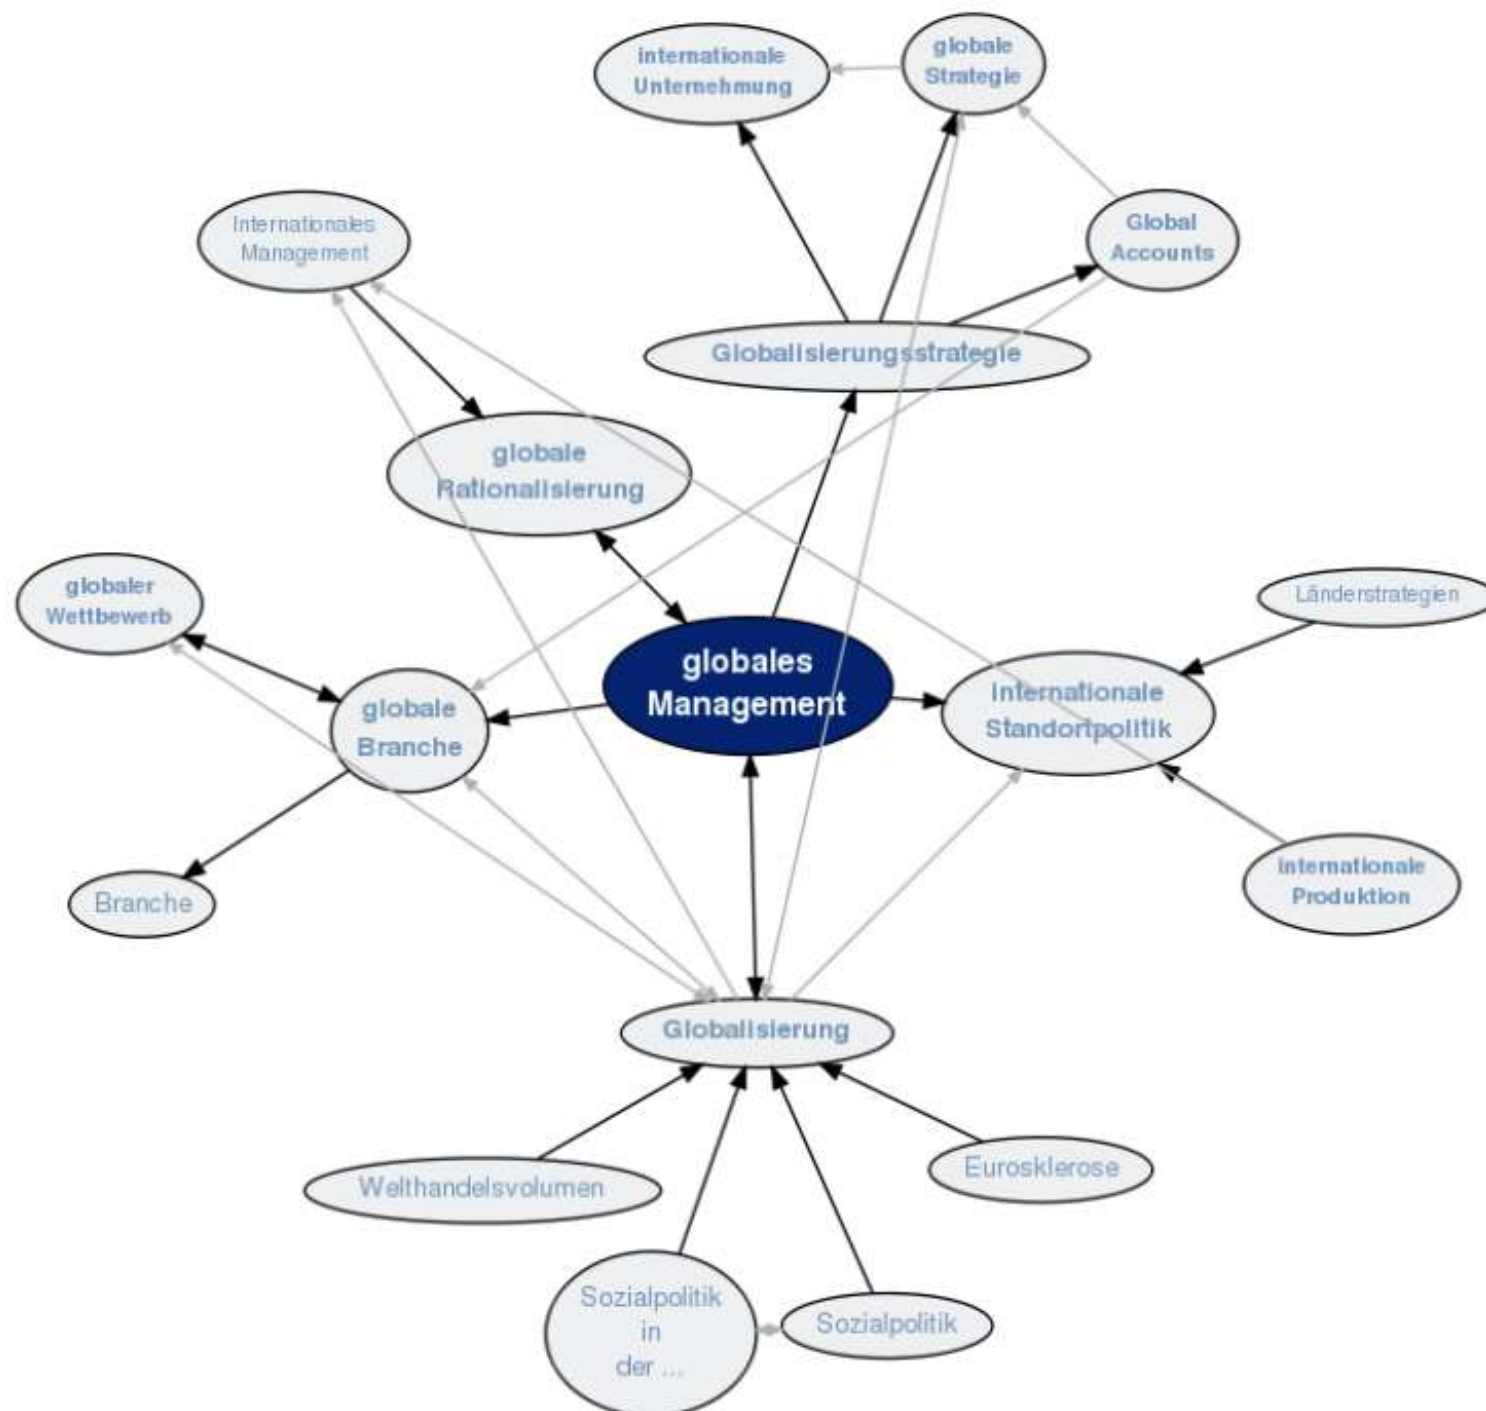 internationale
Unternehmung
globale
Strategie
Internationales
Management
Global
Accounts
Globalisierungsstrategie
globale
Rationalisierung
globaler
Wettbewerb
Länderstrategien
globales
Management
internationale
Standortpolitik
globale
Branche
Branche
internationale
Produktion
Globalisierung
Welthandelsvolumen
Eurosklerose
Sozialpolitik
in
der ...
Sozialpolitik